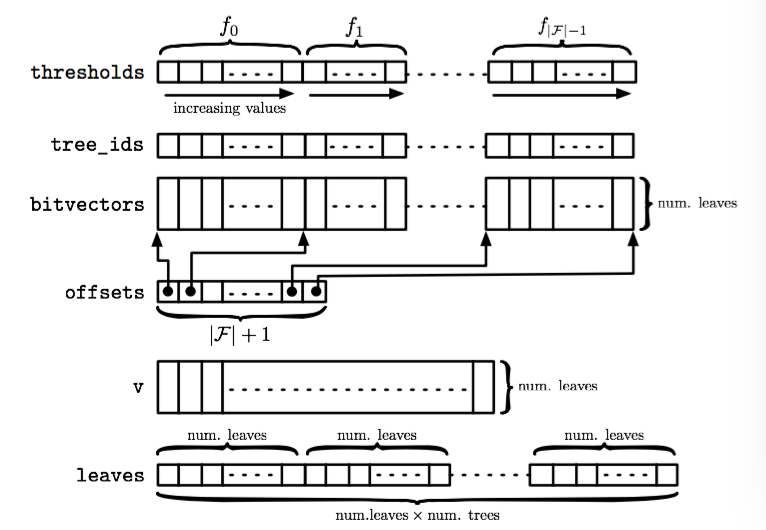 f₀ f₁ f|ℱ|−1
thresholds
increasing values
tree_ids
bitvectors
num. leaves
offsets
|ℱ| + 1
v
num. leaves
num. leaves num. leaves num. leaves
leaves
num.leaves × num. trees